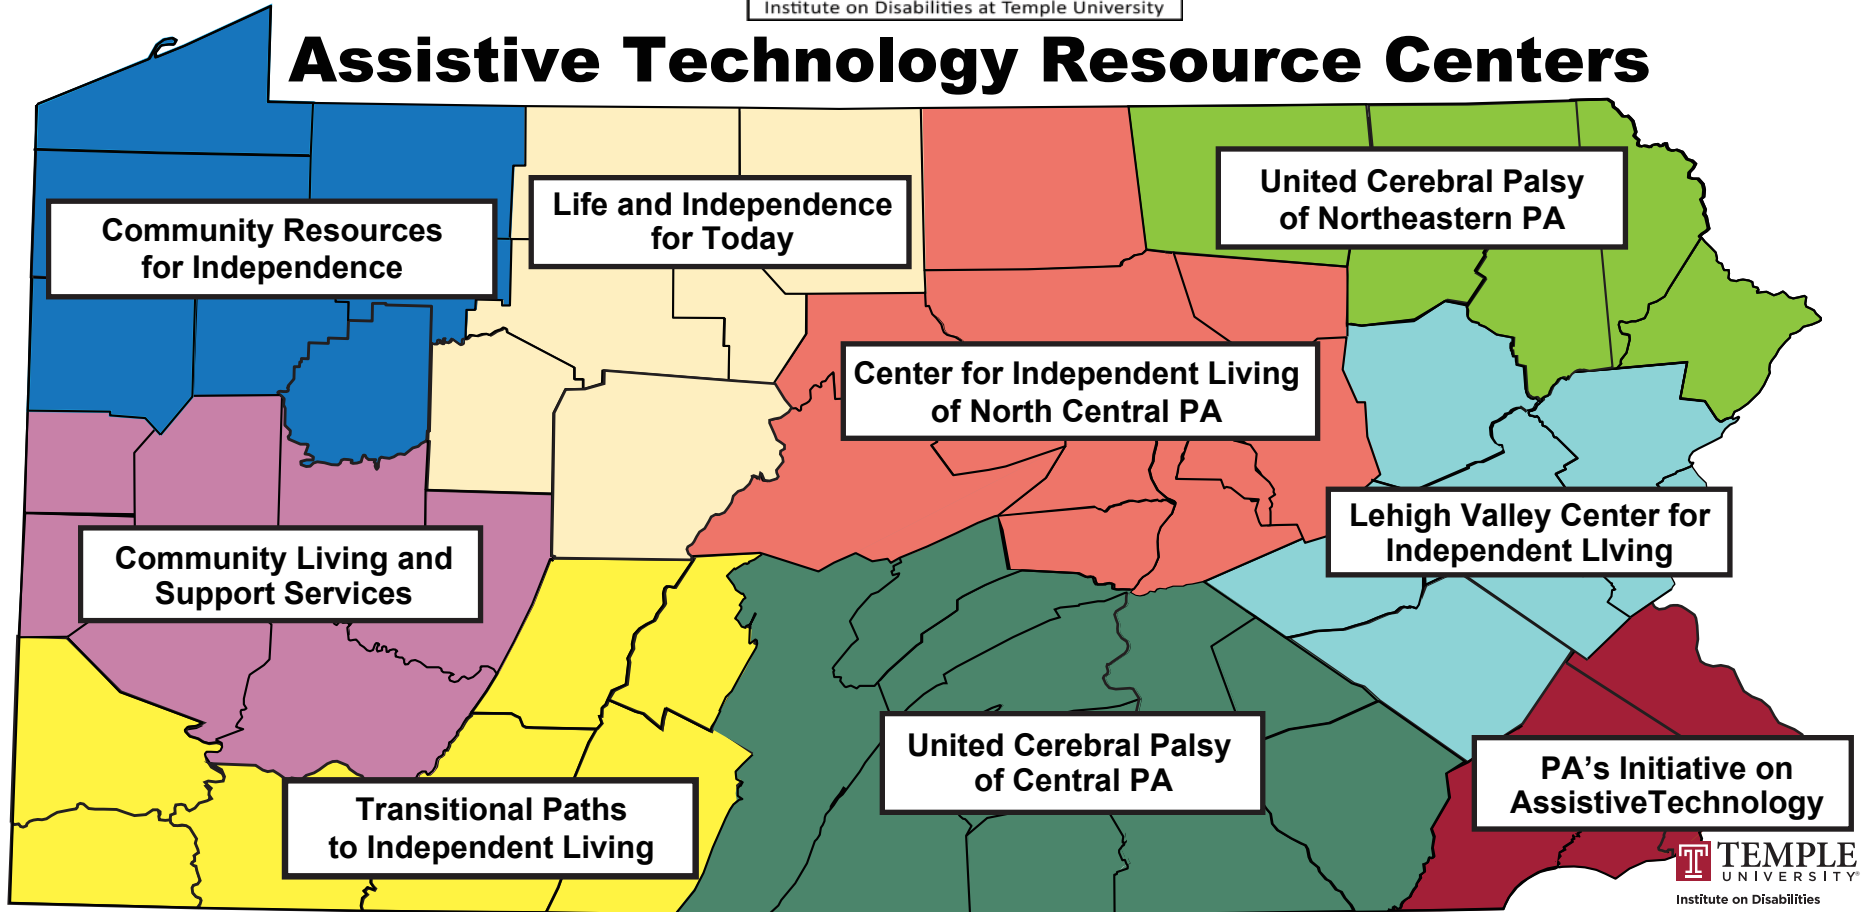 Institute on Disabilities at Temple University
Assistive Technology Resource Centers
United Cerebral Palsy
of Northeastern PA
Life and Independence
for Today
Community Resources
for Independence
Center for Independent Living
of North Central PA
Lehigh Valley Center for
Independent LIving
Community Living and
Support Services
United Cerebral Palsy
of Central PA
PA's Initiative on
AssistiveTechnology
Transitional Paths
to Independent Living
TEMPLE
UNIVERSITY®
Institute on Disabilities